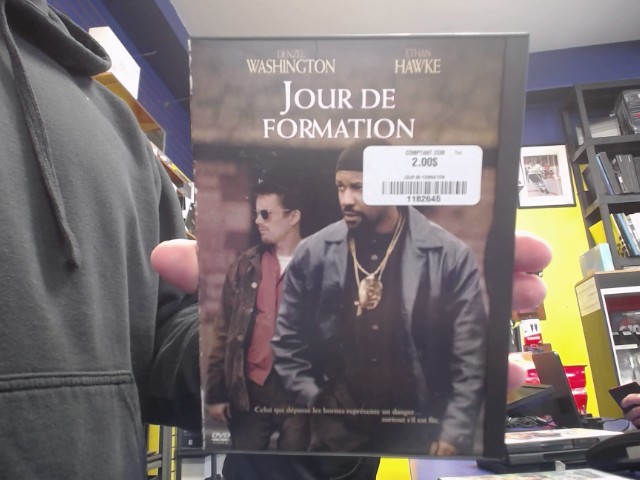 DENZEL ETHAN
WASHINGTON HAWKE
JOUR DE
FORMATION
COMPTANT.COM
2.00$
JOUR DE FORMATION
1182645
Celui qui dépasse les bornes représente un danger...
surtout s'il est flic.
DVD